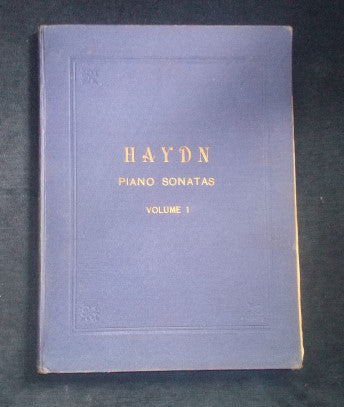 HAYDN
PIANO SONATAS
VOLUME 1